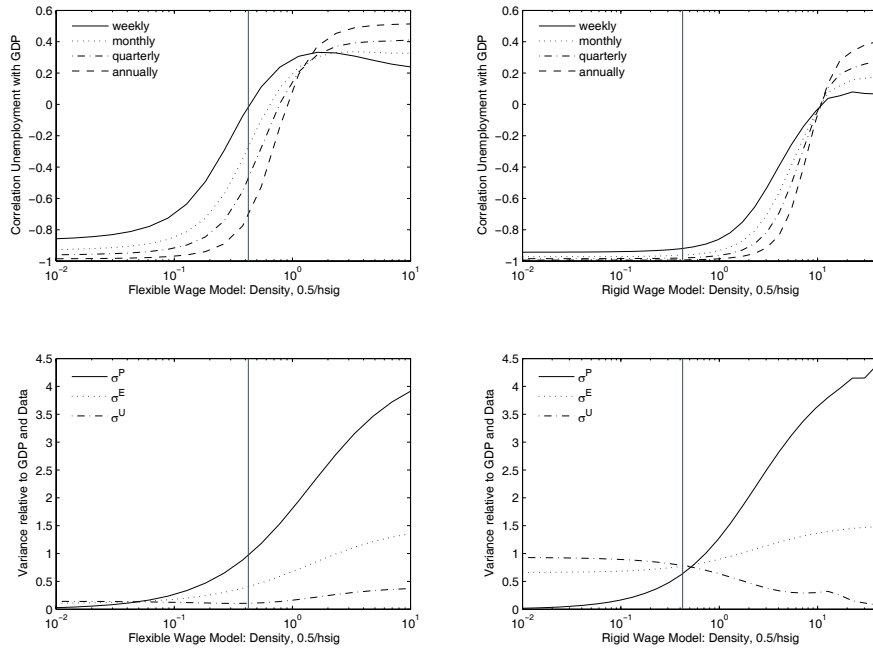 0.6
0.4
0.2
0
−0.2
−0.4
−0.6
−0.8
−1
Correlation Unemployment with GDP
weekly
monthly
quarterly
annually
10^-2
10^-1
10^0
10^1
Flexible Wage Model: Density, 0.5/hsig
0.6
0.4
0.2
0
−0.2
−0.4
−0.6
−0.8
−1
Correlation Unemployment with GDP
weekly
monthly
quarterly
annually
10^-2
10^-1
10^0
10^1
Rigid Wage Model: Density, 0.5/hsig
4.5
4
3.5
3
2.5
2
1.5
1
0.5
0
Variance relative to GDP and Data
σ^P
σ^E
σ^U
10^-2
10^-1
10^0
10^1
Flexible Wage Model: Density, 0.5/hsig
4.5
4
3.5
3
2.5
2
1.5
1
0.5
0
Variance relative to GDP and Data
σ^P
σ^E
σ^U
10^-2
10^-1
10^0
10^1
Rigid Wage Model: Density, 0.5/hsig